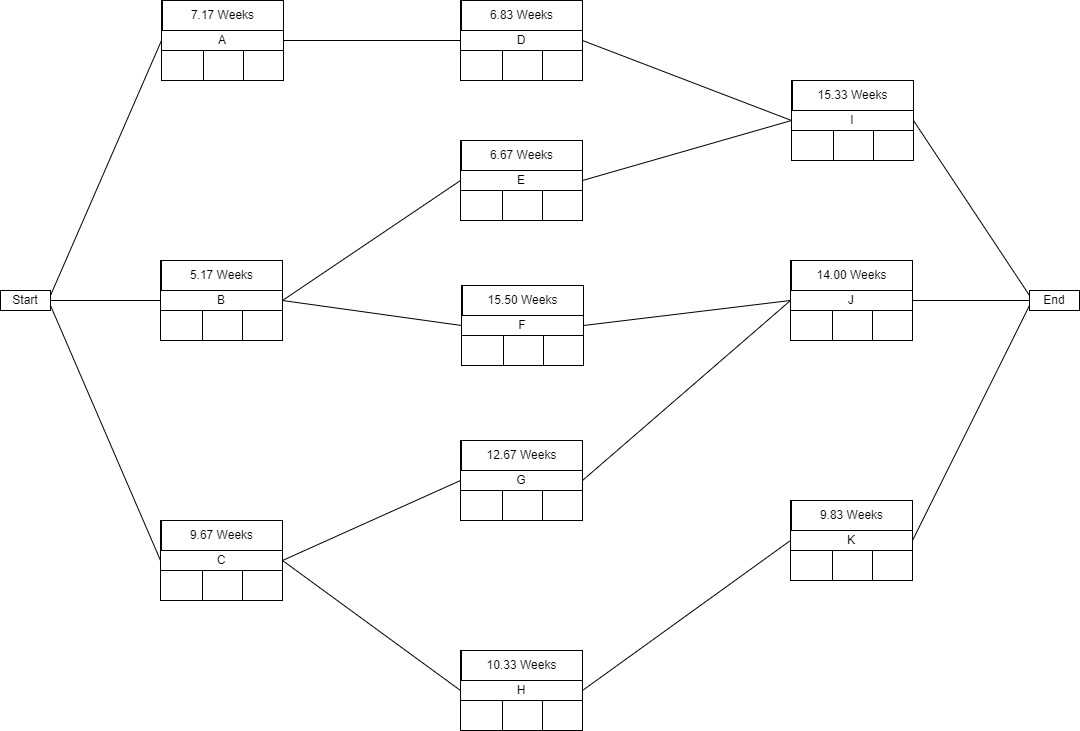 7.17 Weeks
A
6.83 Weeks
D
15.33 Weeks
I
6.67 Weeks
E
Start
5.17 Weeks
B
15.50 Weeks
F
14.00 Weeks
J
End
12.67 Weeks
G
9.67 Weeks
C
9.83 Weeks
K
10.33 Weeks
H